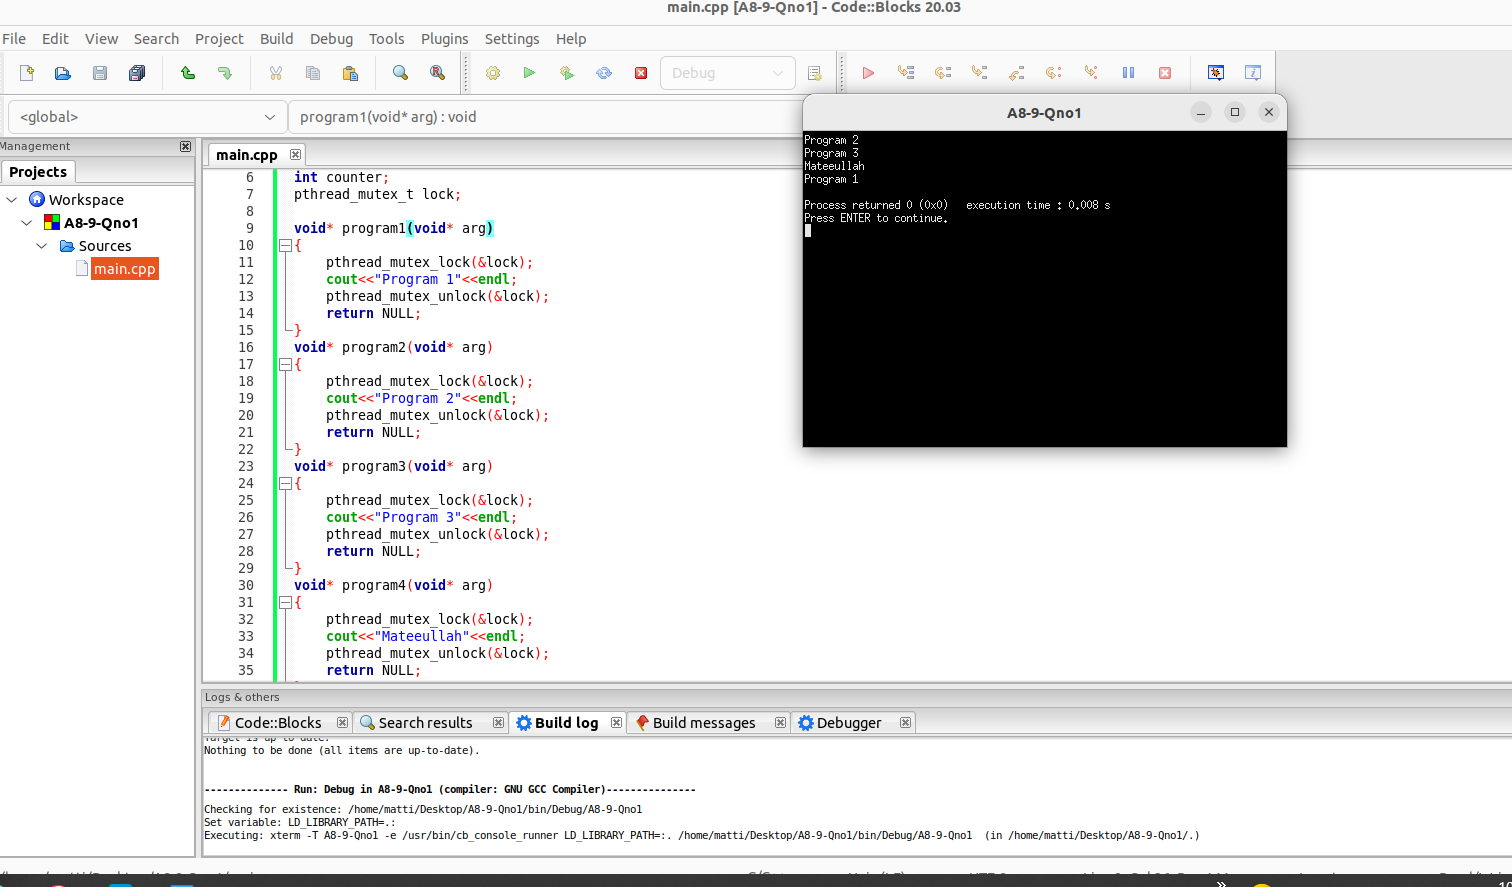 main.cpp [A8-9-Qno1] - Code::Blocks 20.03
File Edit View Search Project Build Debug Tools Plugins Settings Help
Debug
<global>
program1(void* arg) : void
Management
Projects
Workspace
A8-9-Qno1
Sources
main.cpp
main.cpp
6 int counter;
7 pthread_mutex_t lock;
8
9 void* program1(void* arg)
10 {
11 pthread_mutex_lock(&lock);
12 cout<<"Program 1"<<endl;
13 pthread_mutex_unlock(&lock);
14 return NULL;
15 }
16 void* program2(void* arg)
17 {
18 pthread_mutex_lock(&lock);
19 cout<<"Program 2"<<endl;
20 pthread_mutex_unlock(&lock);
21 return NULL;
22 }
23 void* program3(void* arg)
24 {
25 pthread_mutex_lock(&lock);
26 cout<<"Program 3"<<endl;
27 pthread_mutex_unlock(&lock);
28 return NULL;
29 }
30 void* program4(void* arg)
31 {
32 pthread_mutex_lock(&lock);
33 cout<<"Mateeullah"<<endl;
34 pthread_mutex_unlock(&lock);
35 return NULL;
A8-9-Qno1
Program 2
Program 3
Mateeullah
Program 1
Process returned 0 (0x0) execution time : 0.008 s
Press ENTER to continue.
Logs & others
Code::Blocks Search results Build log Build messages Debugger
Target is up to date.
Nothing to be done (all items are up-to-date).
-------------- Run: Debug in A8-9-Qno1 (compiler: GNU GCC Compiler)---------------
Checking for existence: /home/matti/Desktop/A8-9-Qno1/bin/Debug/A8-9-Qno1
Set variable: LD_LIBRARY_PATH=.:
Executing: xterm -T A8-9-Qno1 -e /usr/bin/cb_console_runner LD_LIBRARY_PATH=:. /home/matti/Desktop/A8-9-Qno1/bin/Debug/A8-9-Qno1 (in /home/matti/Desktop/A8-9-Qno1/.)